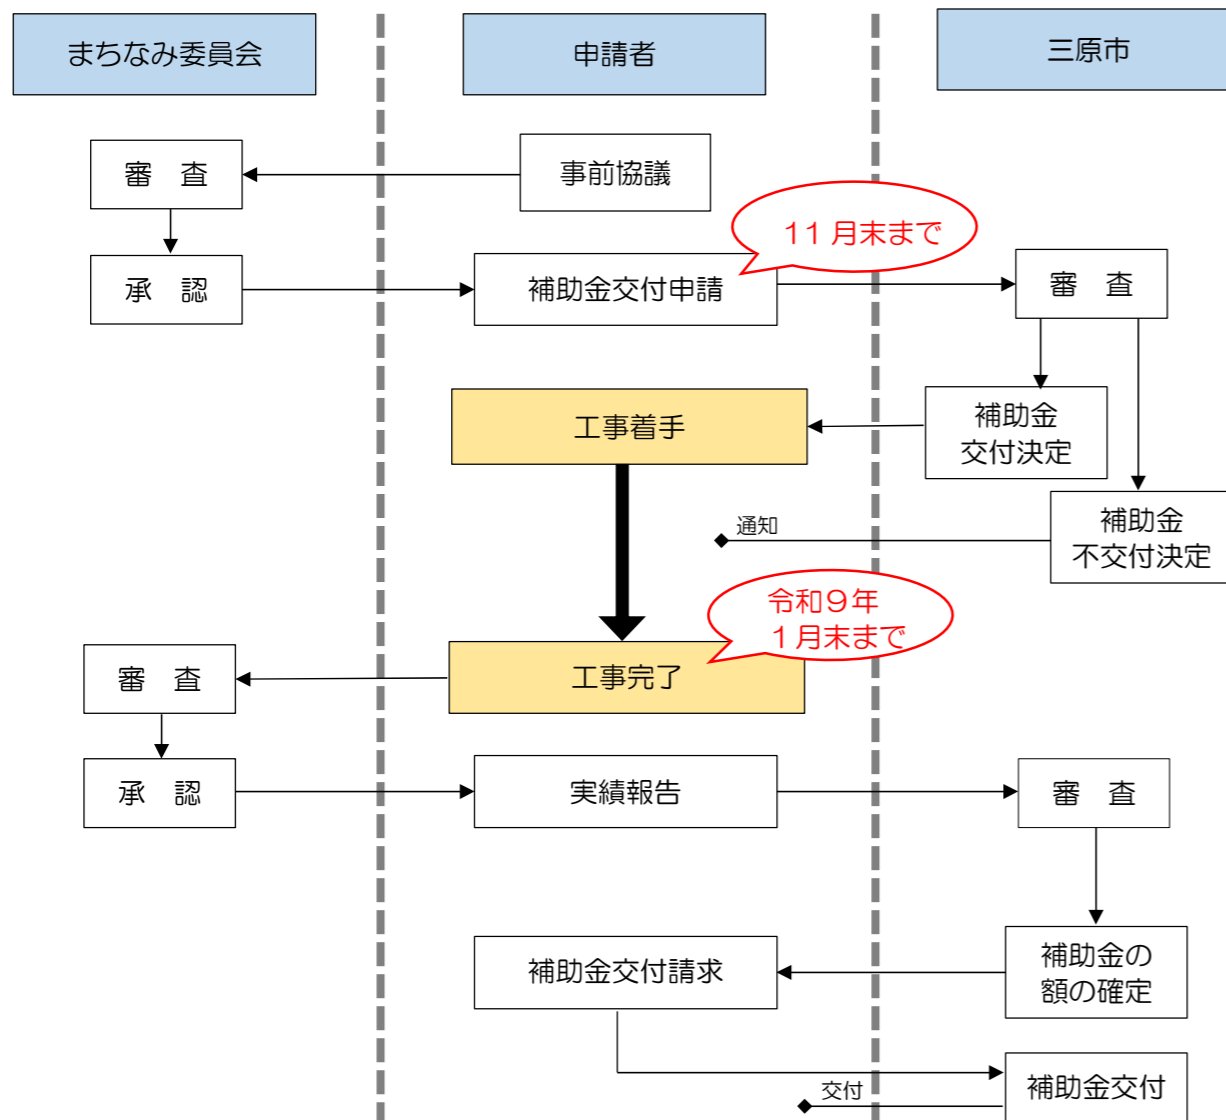 まちなみ委員会
申請者
三原市
審　査
事前協議
11月末まで
承　認
補助金交付申請
審　査
工事着手
補助金
交付決定
通知
補助金
不交付決定
令和９年
１月末まで
審　査
工事完了
承　認
実績報告
審　査
補助金交付請求
補助金の
額の確定
交付
補助金交付